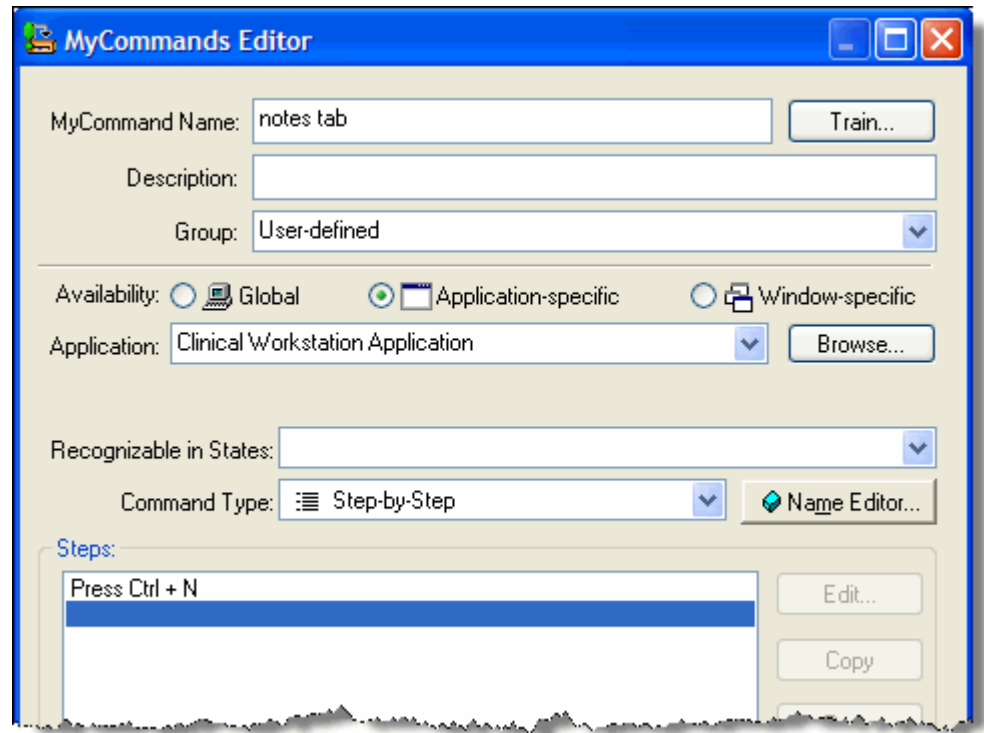 MyCommands Editor
MyCommand Name: notes tab Train...
Description:
Group: User-defined
Availability: Global Application-specific Window-specific
Application: Clinical Workstation Application Browse...
Recognizable in States:
Command Type: Step-by-Step Name Editor...
Steps:
Press Ctrl + N
Edit...
Copy